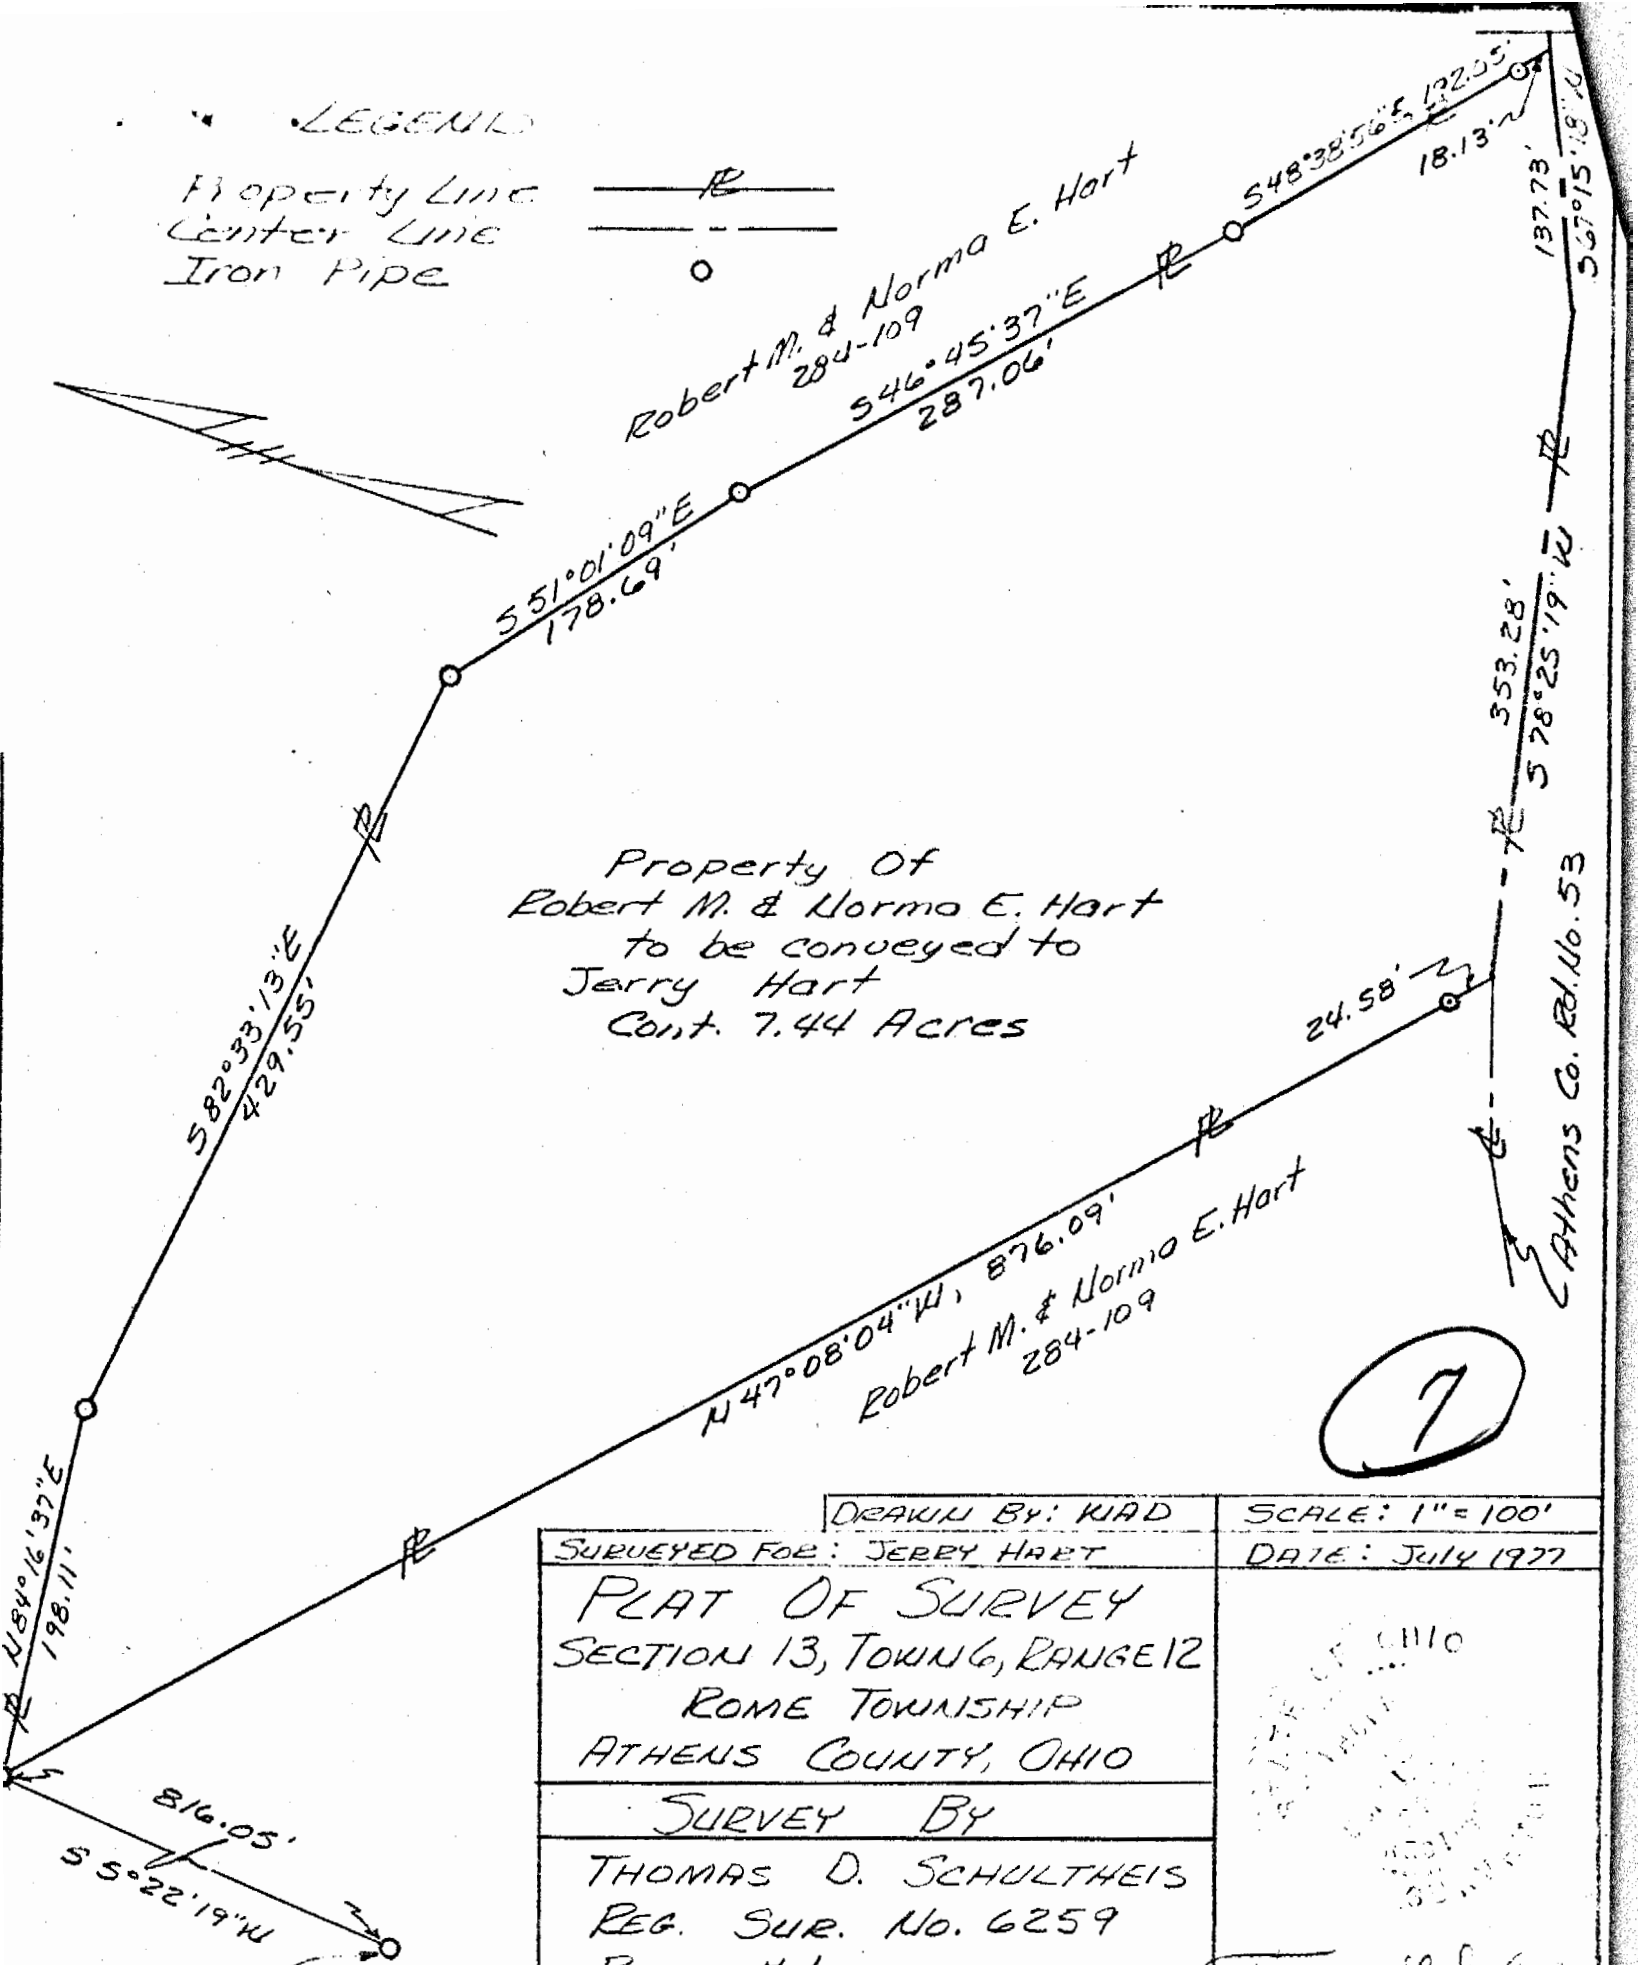 LEGEND
Property Line
Center Line
Iron Pipe
S48°38'56"E, 192.05'
18.13'
137.73'
S67°15'18"W
Robert M. & Norma E. Hart
284-109
S46°45'37"E
287.06'
S51°01'09"E
178.69'
353.28'
S78°25'19"W
S82°33'13"E
429.55'
Property Of
Robert M. & Norma E. Hart
to be conveyed to
Jerry Hart
Cont. 7.44 Acres
24.58'
Athens Co. Rd. No. 53
N47°08'04"W, 876.09'
Robert M. & Norma E. Hart
284-109
7
N84°16'37"E
198.11'
816.05'
S5°22'19"W
DRAWN BY: WAD
SCALE: 1"=100'
SURVEYED FOR: JERRY HART
DATE: July 1977
PLAT OF SURVEY
SECTION 13, TOWN 6, RANGE 12
ROME TOWNSHIP
ATHENS COUNTY, OHIO
SURVEY BY
THOMAS D. SCHULTHEIS
REG. SUR. No. 6259
OHIO